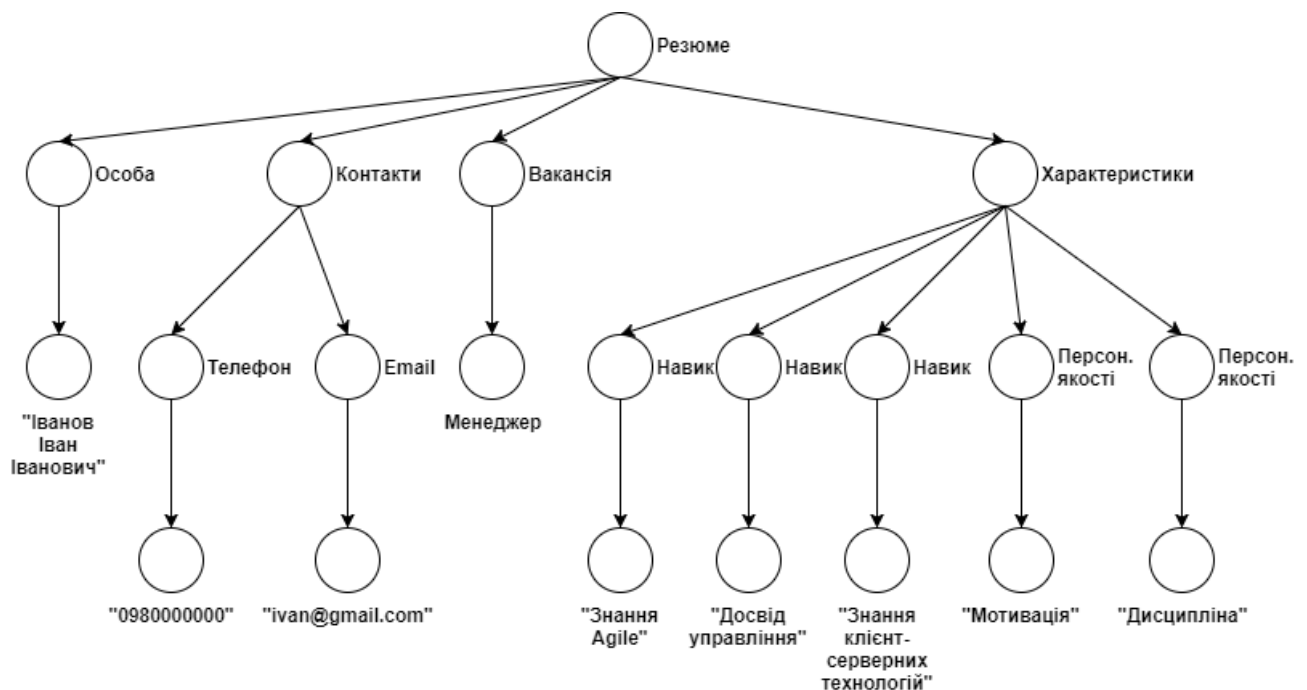 Резюме
Особа
Контакти
Вакансія
Характеристики
"Іванов
Іван
Іванович"
Телефон
Email
Менеджер
Навик
Навик
Навик
Персон.
якості
Персон.
якості
"0980000000"
"ivan@gmail.com"
"Знання
Agile"
"Досвід
управління"
"Знання
клієнт-
серверних
технологій"
"Мотивація"
"Дисципліна"